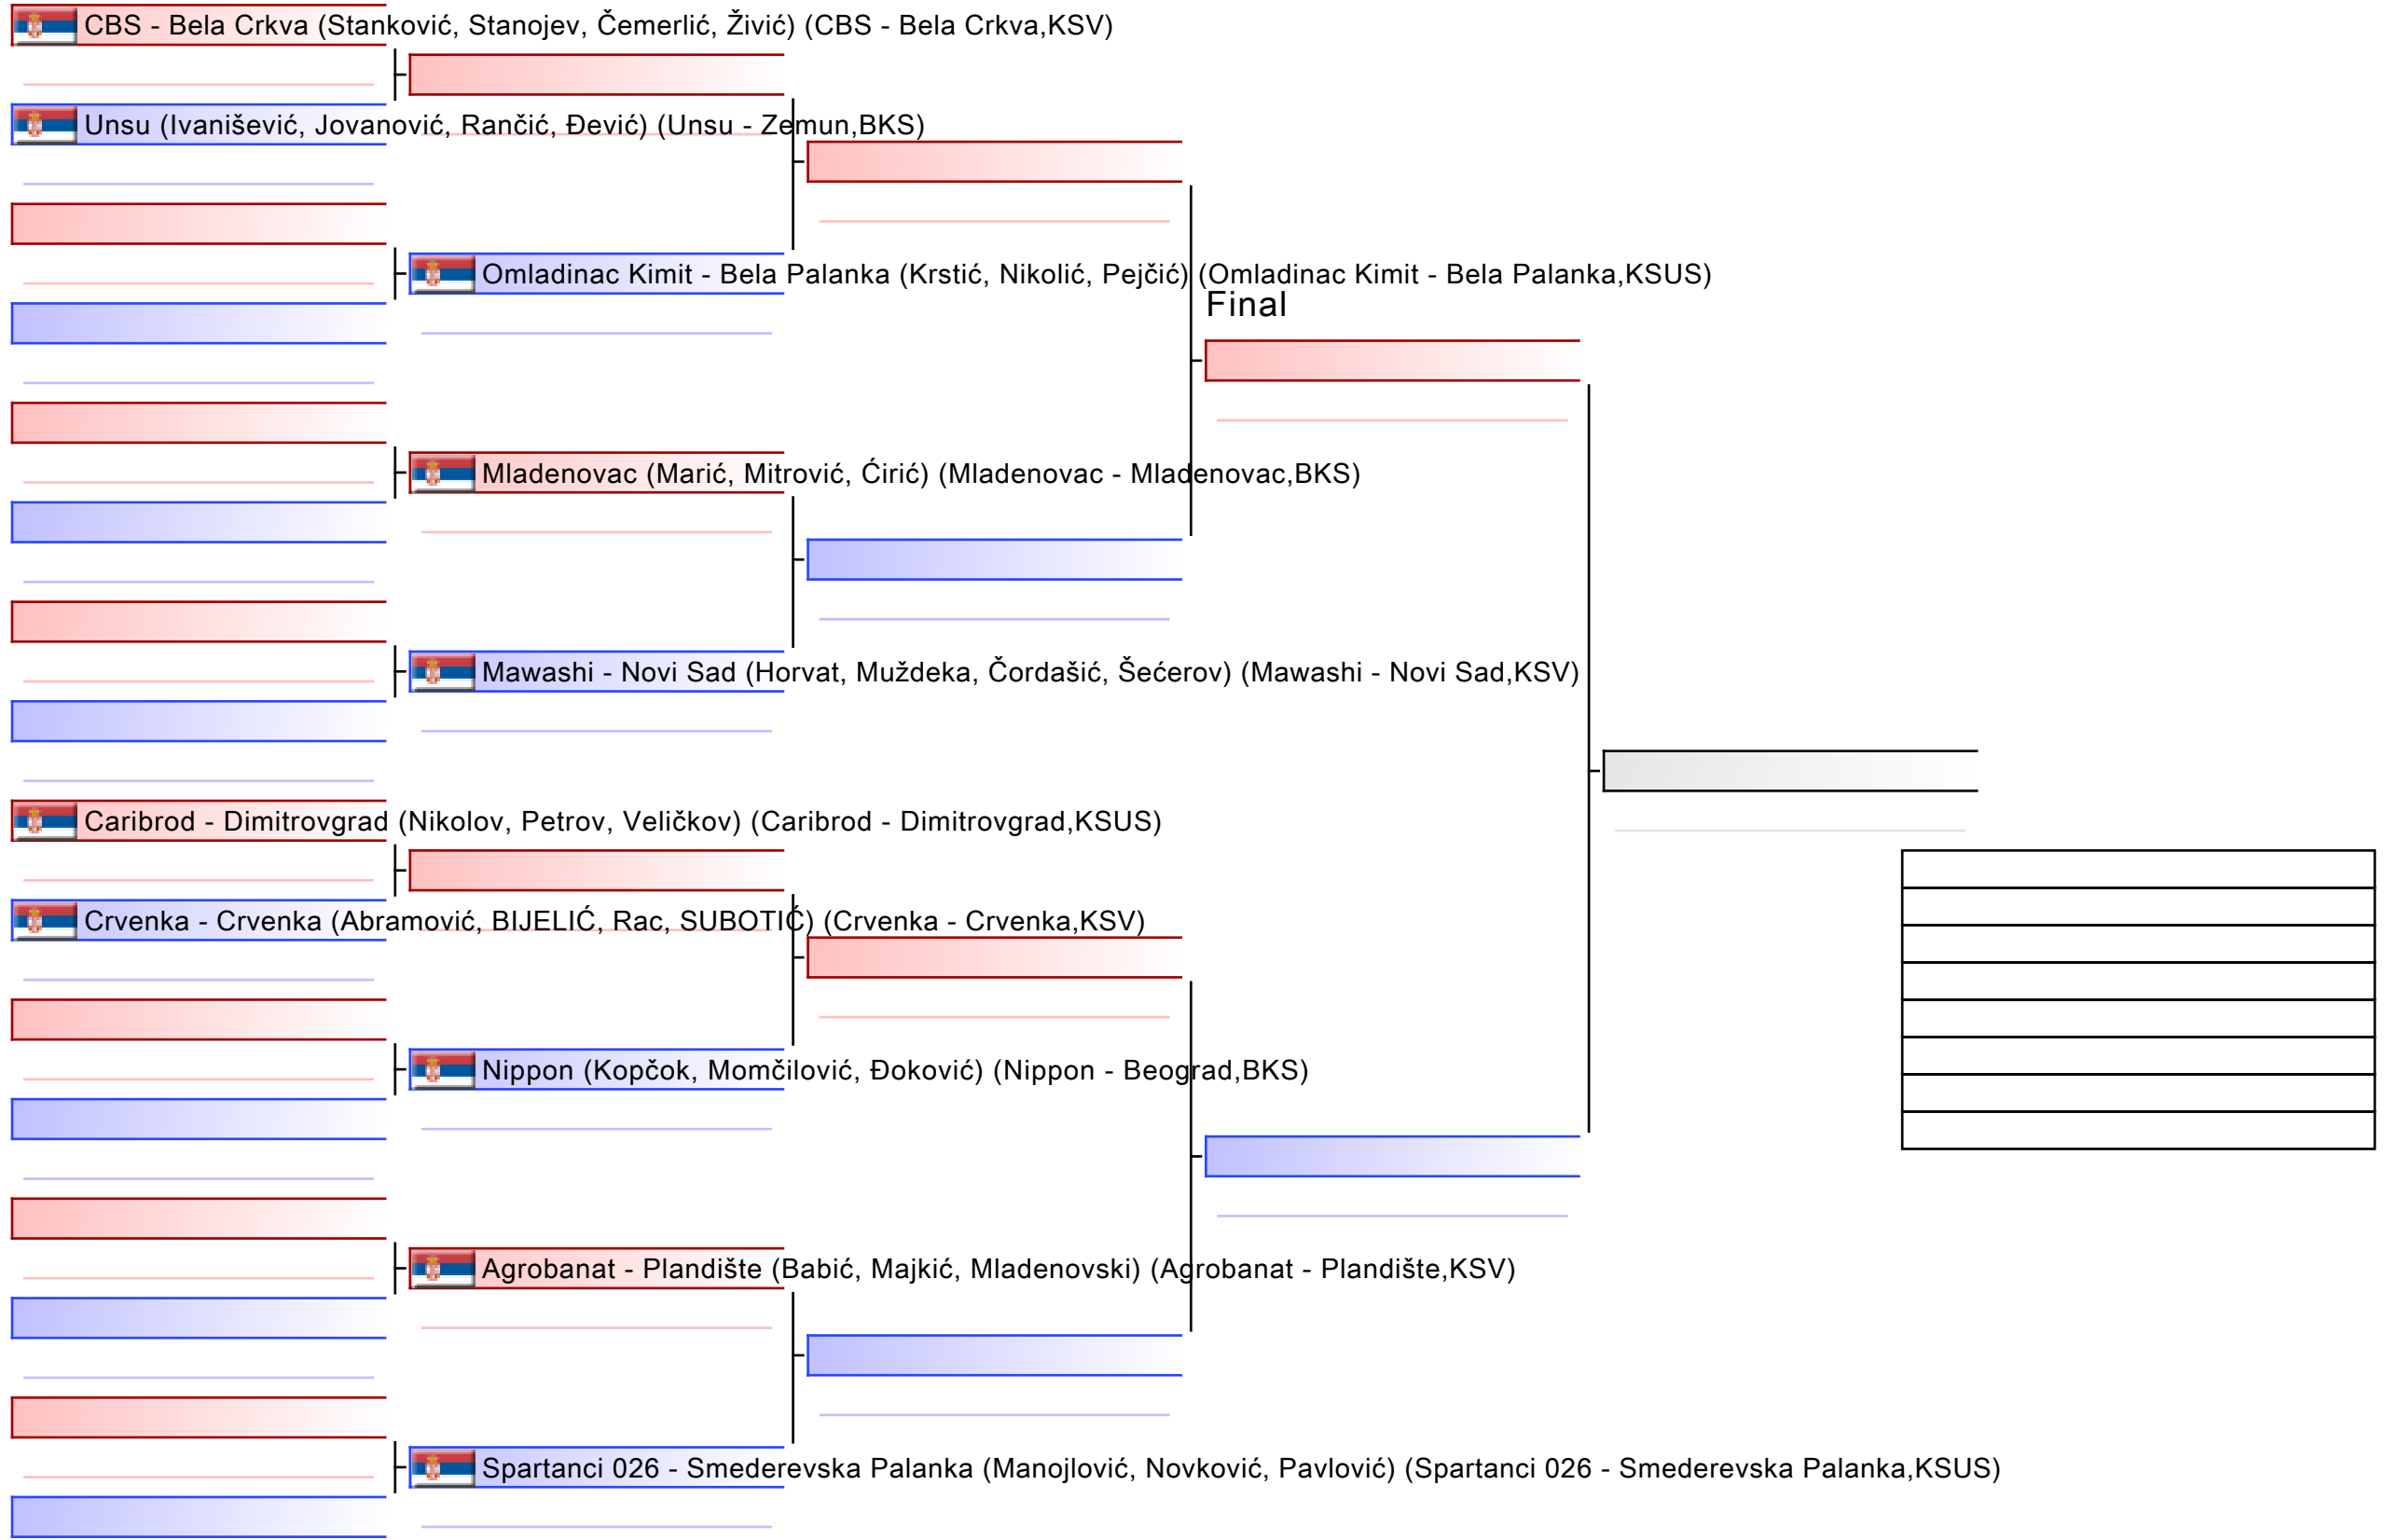 CBS - Bela Crkva (Stanković, Stanojev, Čemerlić, Živić) (CBS - Bela Crkva,KSV)
Unsu (Ivanišević, Jovanović, Rančić, Đević) (Unsu - Zemun,BKS)
Omladinac Kimit - Bela Palanka (Krstić, Nikolić, Pejčić) (Omladinac Kimit - Bela Palanka,KSUS)
Final
Mladenovac (Marić, Mitrović, Ćirić) (Mladenovac - Mladenovac,BKS)
Mawashi - Novi Sad (Horvat, Muždeka, Čordašić, Šećerov) (Mawashi - Novi Sad,KSV)
Caribrod - Dimitrovgrad (Nikolov, Petrov, Veličkov) (Caribrod - Dimitrovgrad,KSUS)
Crvenka - Crvenka (Abramović, BIJELIĆ, Rac, SUBOTIĆ) (Crvenka - Crvenka,KSV)
Nippon (Kopčok, Momčilović, Đoković) (Nippon - Beograd,BKS)
Agrobanat - Plandište (Babić, Majkić, Mladenovski) (Agrobanat - Plandište,KSV)
Spartanci 026 - Smederevska Palanka (Manojlović, Novković, Pavlović) (Spartanci 026 - Smederevska Palanka,KSUS)